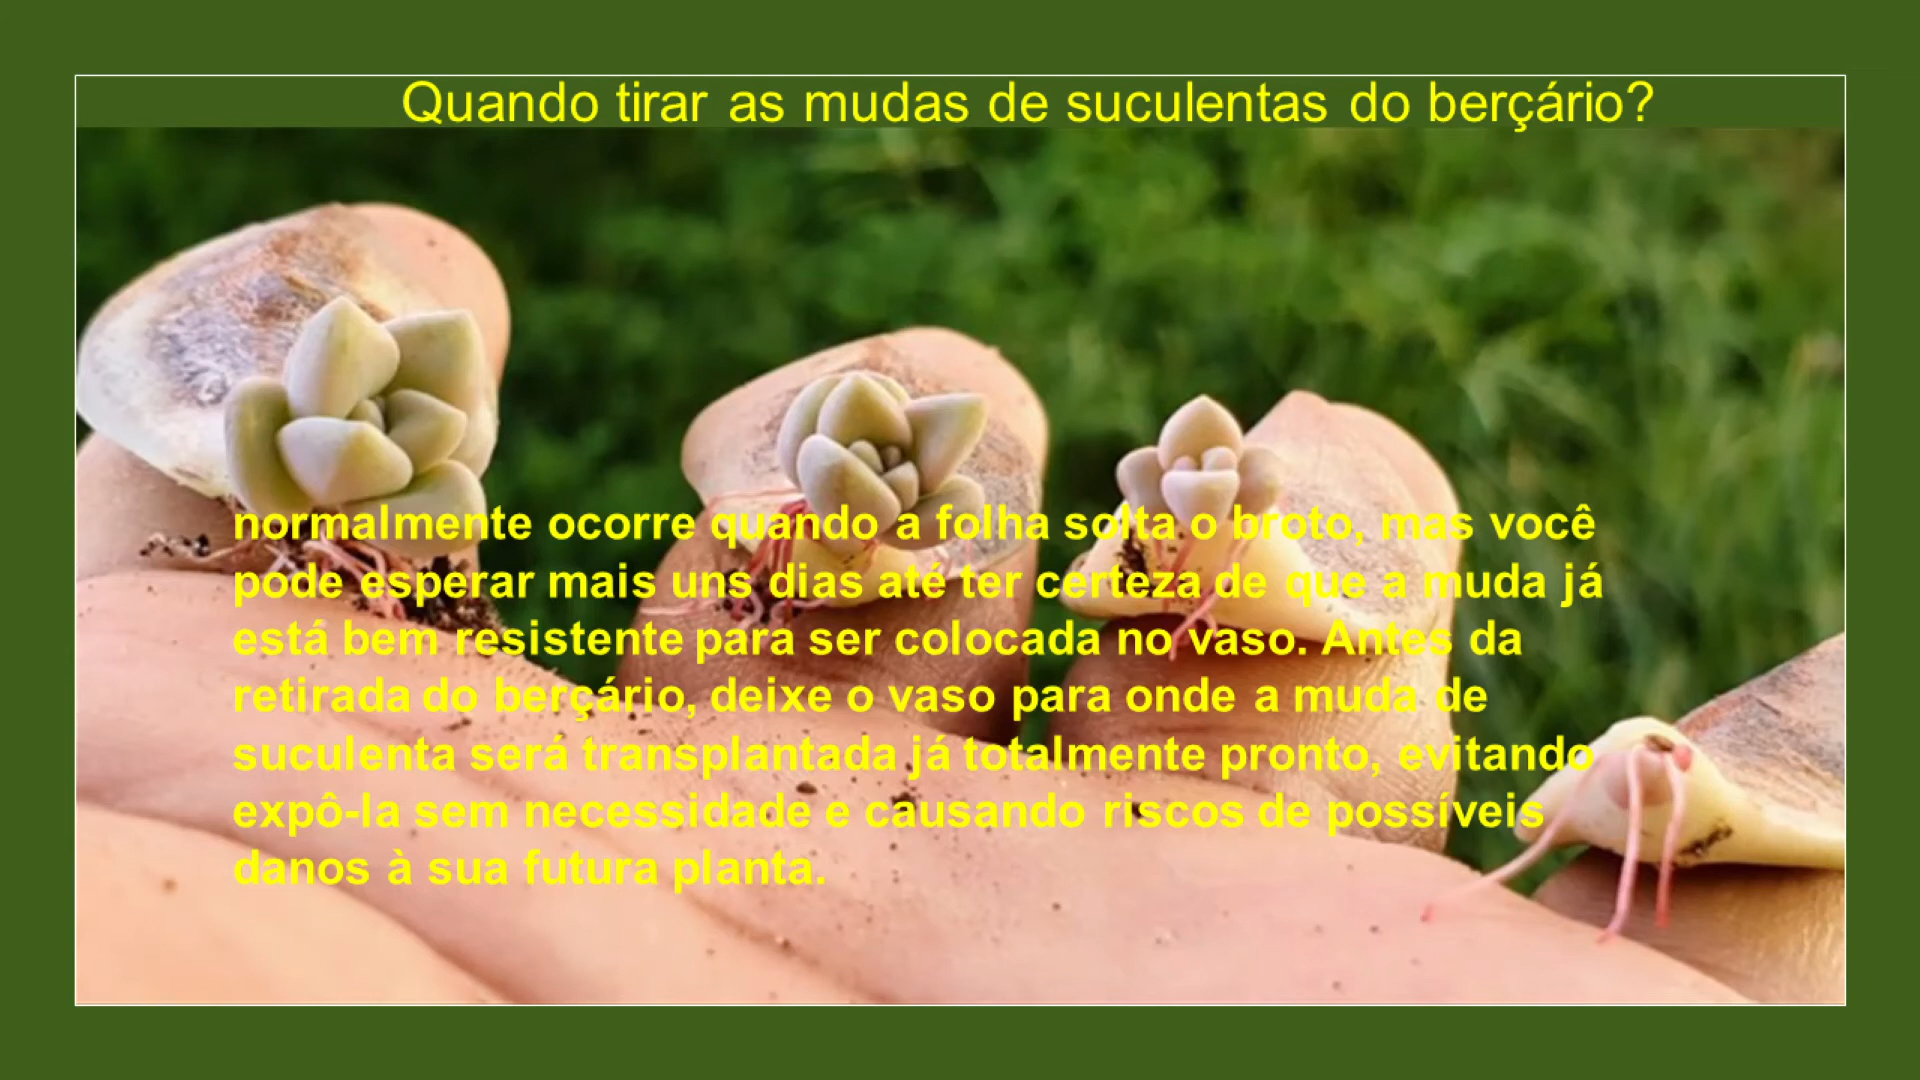 Quando tirar as mudas de suculentas do berçário?
normalmente ocorre quando a folha solta o broto, mas você
pode esperar mais uns dias até ter certeza de que a muda já
está bem resistente para ser colocada no vaso. Antes da
retirada do berçário, deixe o vaso para onde a muda de
suculenta será transplantada já totalmente pronto, evitando
expô-la sem necessidade e causando riscos de possíveis
danos à sua futura planta.